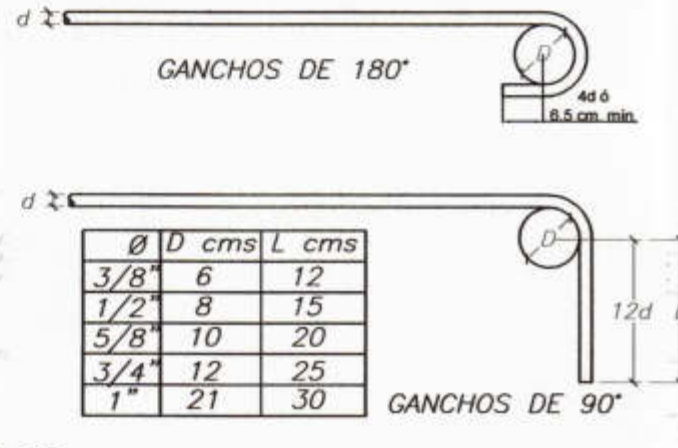 d
D
GANCHOS DE 180°
4d ó
6.5 cm. min.
d
D
Ø D cms L cms
3/8" 6 12
1/2" 8 15
5/8" 10 20
3/4" 12 25
1" 21 30
12d
GANCHOS DE 90°